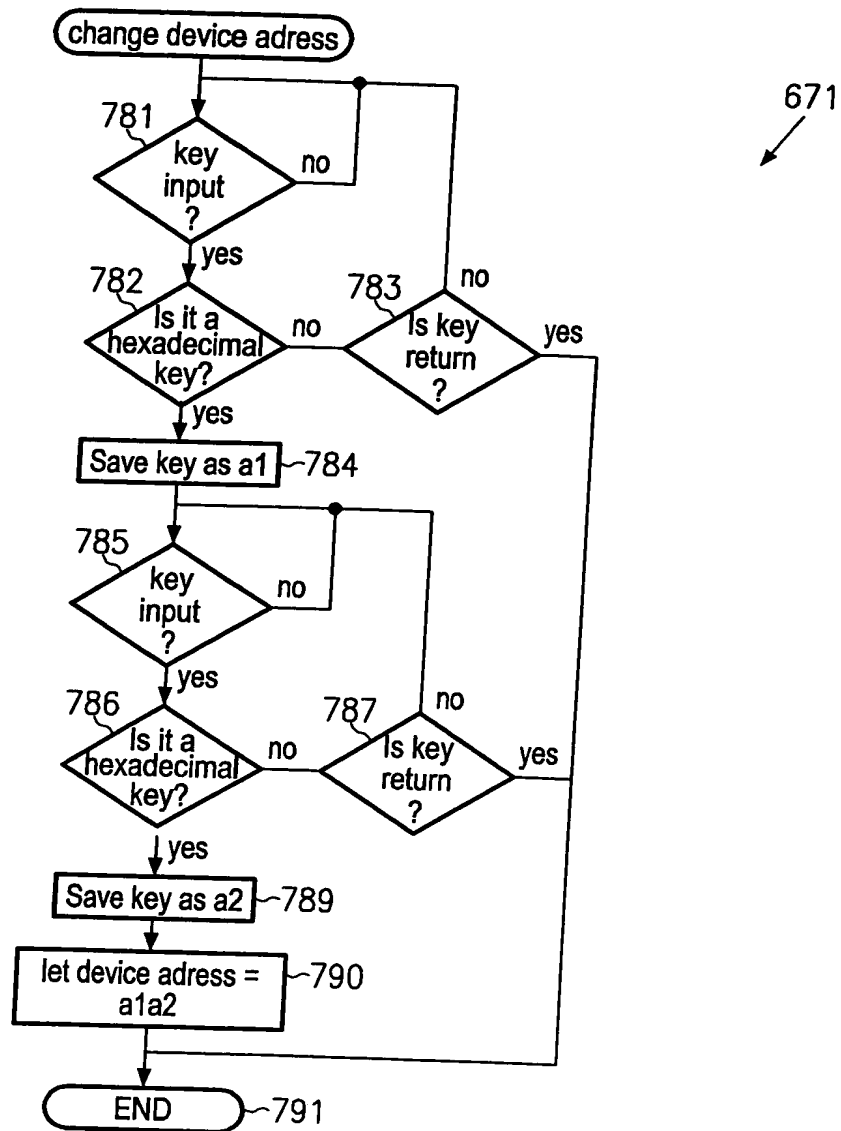 change device adress
671
781
key
input
?
no
yes
782
Is it a
hexadecimal
key?
no
783
Is key
return
?
no
yes
yes
Save key as a1
784
785
key
input
?
no
yes
786
Is it a
hexadecimal
key?
no
787
Is key
return
?
no
yes
yes
Save key as a2
789
let device adress =
a1a2
790
END
791